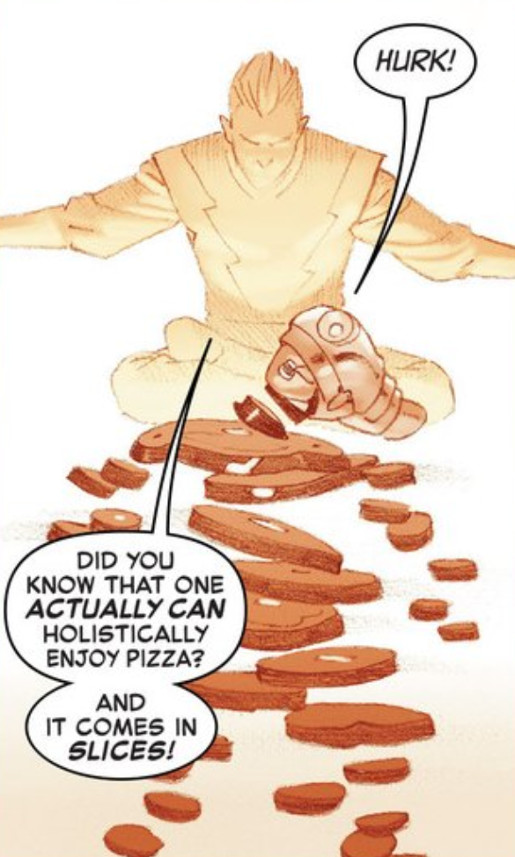 HURK!
DID YOU
KNOW THAT ONE
ACTUALLY CAN
HOLISTICALLY
ENJOY PIZZA?
AND
IT COMES IN
SLICES!